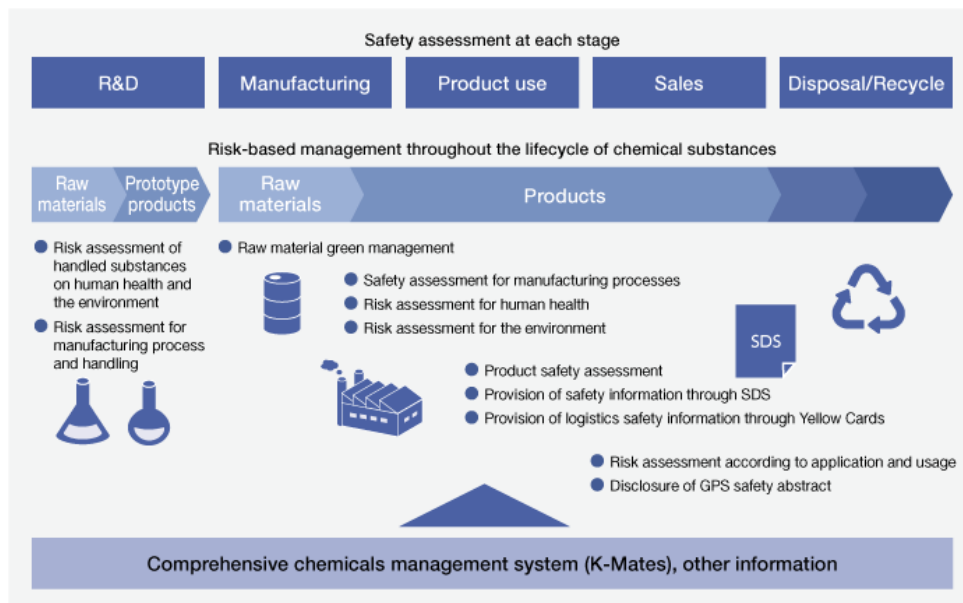 Safety assessment at each stage
R&D
Manufacturing
Product use
Sales
Disposal/Recycle
Risk-based management throughout the lifecycle of chemical substances
Raw
materials
Prototype
products
Raw
materials
Products
Risk assessment of
handled substances
on human health and
the environment
Risk assessment for
manufacturing process
and handling
Raw material green management
Safety assessment for manufacturing processes
Risk assessment for human health
Risk assessment for the environment
SDS
Product safety assessment
Provision of safety information through SDS
Provision of logistics safety information through Yellow Cards
Risk assessment according to application and usage
Disclosure of GPS safety abstract
Comprehensive chemicals management system (K-Mates), other information